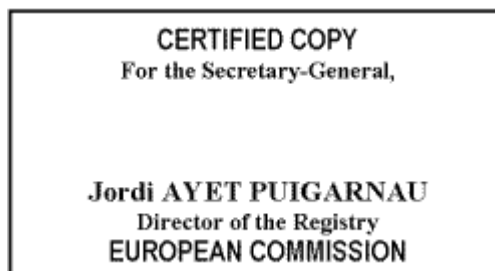 CERTIFIED COPY
For the Secretary-General,
Jordi AYET PUIGARNAU
Director of the Registry
EUROPEAN COMMISSION